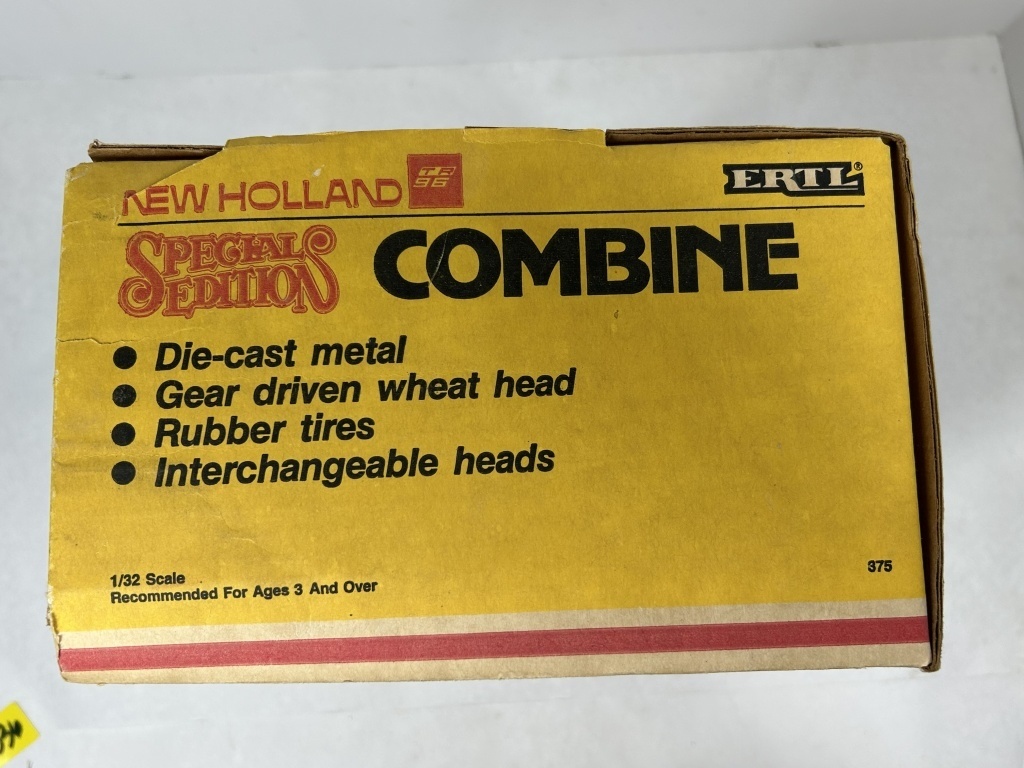 NEW HOLLAND TR 96
ERTL®
SPECIAL EDITION
COMBINE
● Die-cast metal
● Gear driven wheat head
● Rubber tires
● Interchangeable heads
1/32 Scale
Recommended For Ages 3 And Over
375